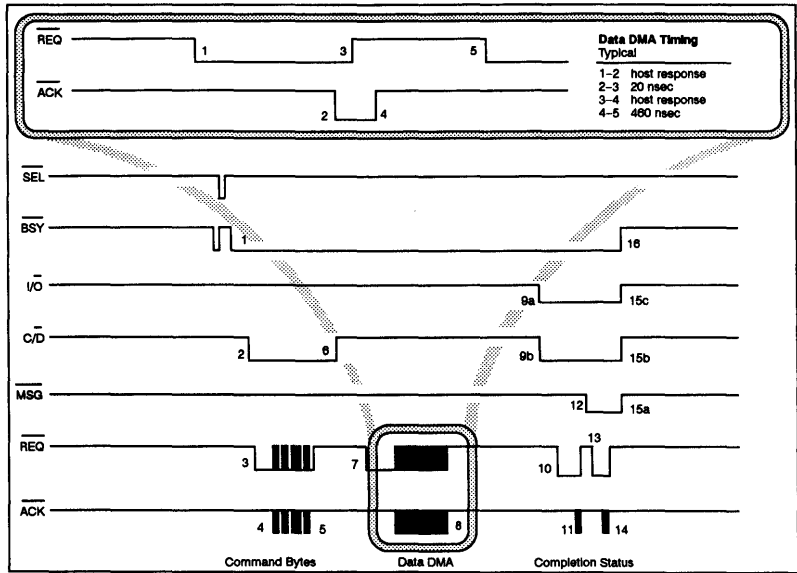 REQ
1
3
5
Data DMA Timing
Typical
1–2 host response
2–3 20 nsec
3–4 host response
4–5 460 nsec
ACK
2
4
SEL
BSY
1
16
I/O
9a
15c
C/D
2
6
9b
15b
MSG
12
15a
REQ
3
7
10
13
ACK
4
5
8
11
14
Command Bytes
Data DMA
Completion Status